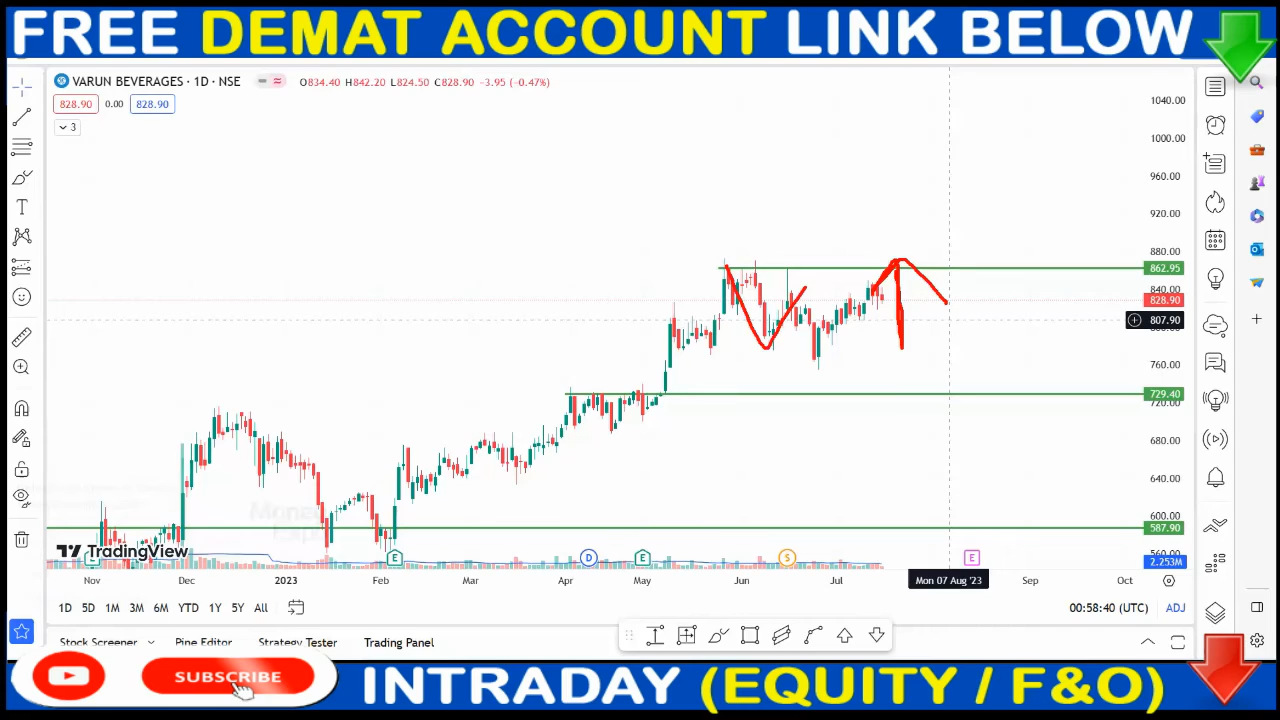 FREE DEMAT ACCOUNT LINK BELOW
VARUN BEVERAGES · 1D · NSE O834.40 H842.20 L824.50 C828.90 −3.95 (−0.47%)
828.90 0.00 828.90
3
1040.00
1000.00
960.00
920.00
880.00
862.95
840.00
828.90
807.90
800.00
760.00
729.40
720.00
680.00
640.00
600.00
587.90
560.00
2.253M
TradingView
E E D E S E
Nov Dec 2023 Feb Mar Apr May Jun Jul Mon 07 Aug '23 Sep Oct
1D 5D 1M 3M 6M YTD 1Y 5Y All 00:58:40 (UTC) ADJ
Stock Screener Pine Editor Strategy Tester Trading Panel
SUBSCRIBE
INTRADAY (EQUITY / F&O)